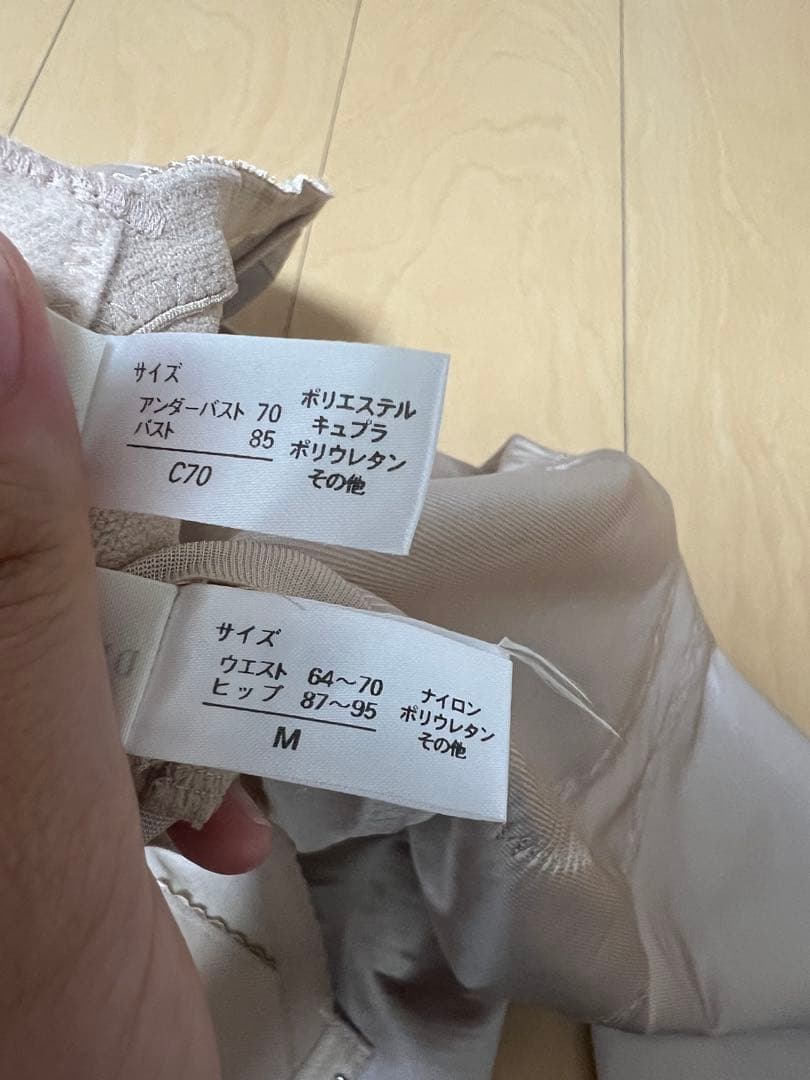 サイズ
アンダーバスト 70
バスト 85
C70
ポリエステル
キュプラ
ポリウレタン
その他
サイズ
ウエスト 64〜70
ヒップ 87〜95
M
ナイロン
ポリウレタン
その他